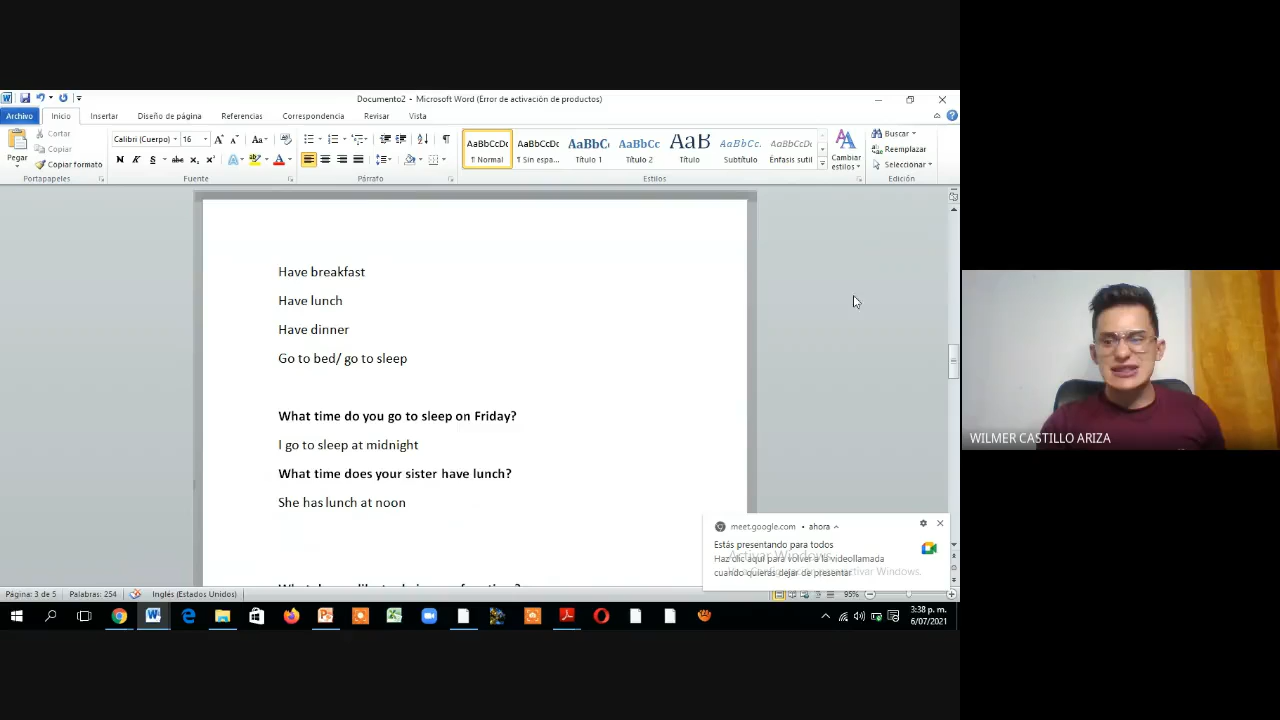 Documento2 - Microsoft Word (Error de activación de productos)
Archivo Inicio Insertar Diseño de página Referencias Correspondencia Revisar Vista
Pegar
Cortar
Copiar
Copiar formato
Portapapeles
Calibri (Cuerpo) 16
Fuente
Párrafo
AaBbCcDc AaBbCcDc AaBbC AaBbCc AaB AaBbCc. AaBbCcDc
¶ Normal ¶ Sin espa... Título 1 Título 2 Título Subtítulo Énfasis sutil
Estilos
Cambiar
estilos
Buscar
Reemplazar
Seleccionar
Edición
Have breakfast
Have lunch
Have dinner
Go to bed/ go to sleep
What time do you go to sleep on Friday?
I go to sleep at midnight
What time does your sister have lunch?
She has lunch at noon
WILMER CASTILLO ARIZA
meet.google.com • ahora
Estás presentando para todos
Haz clic aquí para volver a la videollamada
cuando quieras dejar de presentar
Activar Windows
Página: 3 de 5 Palabras: 254 Inglés (Estados Unidos) 95%
3:38 p. m.
6/07/2021